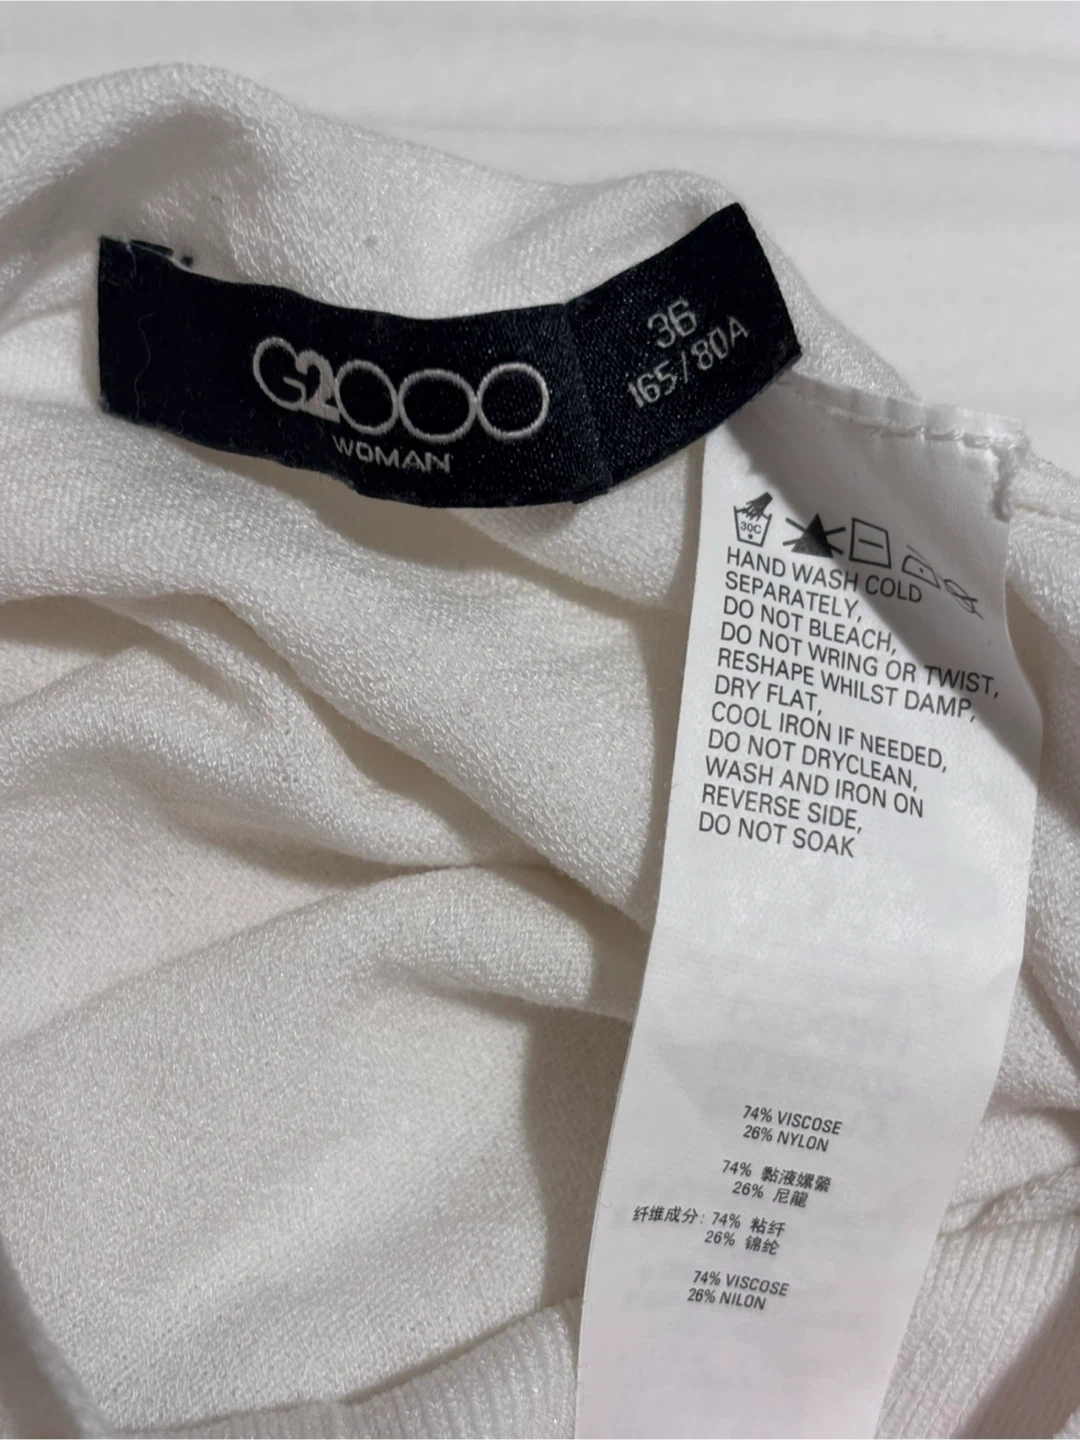 G2000
WOMAN
36
165/80A
30C
HAND WASH COLD
SEPARATELY,
DO NOT BLEACH,
DO NOT WRING OR TWIST,
RESHAPE WHILST DAMP,
DRY FLAT,
COOL IRON IF NEEDED,
DO NOT DRYCLEAN,
WASH AND IRON ON
REVERSE SIDE,
DO NOT SOAK
74% VISCOSE
26% NYLON
74% 黏液嫘縈
26% 尼龍
纤维成分: 74% 粘纤
26% 锦纶
74% VISCOSE
26% NILON